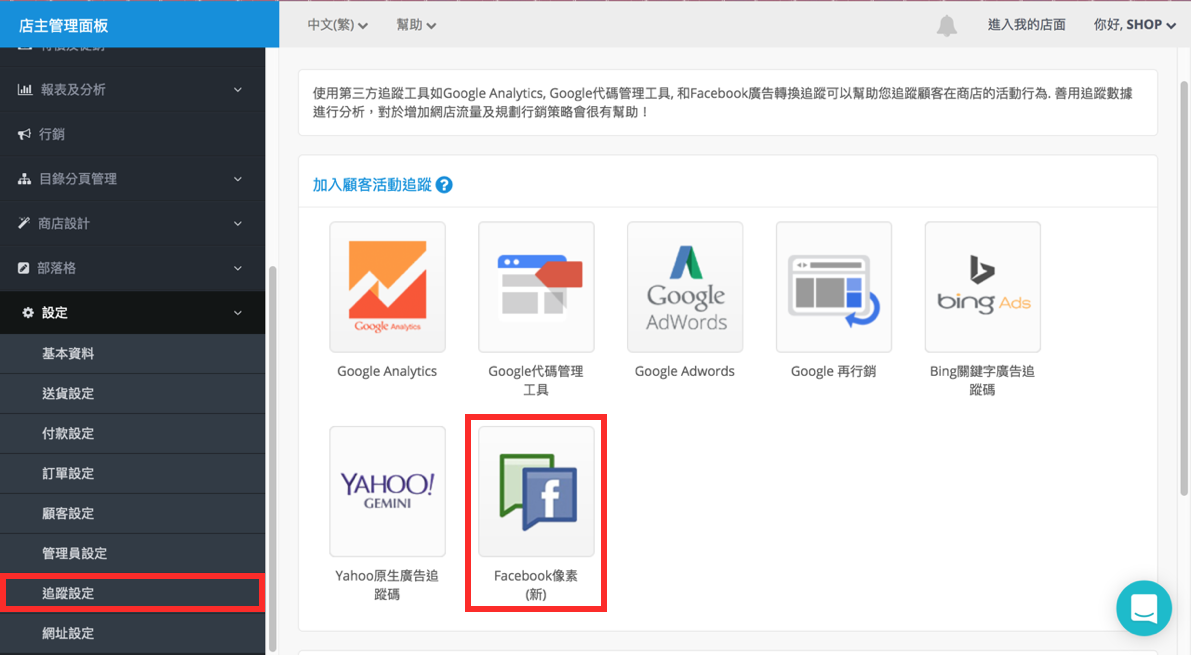 店主管理面板
中文(繁)
幫助
進入我的店面
你好, SHOP
報表及分析
行銷
目錄分頁管理
商店設計
部落格
設定
基本資料
送貨設定
付款設定
訂單設定
顧客設定
管理員設定
追蹤設定
網址設定
使用第三方追蹤工具如Google Analytics, Google代碼管理工具, 和Facebook廣告轉換追蹤可以幫助您追蹤顧客在商店的活動行為. 善用追蹤數據
進行分析，對於增加網店流量及規劃行銷策略會很有幫助！
加入顧客活動追蹤
Google Analytics
Google
AdWords
bing Ads
Google Analytics
Google代碼管理
工具
Google Adwords
Google 再行銷
Bing關鍵字廣告追
蹤碼
YAHOO!
GEMINI
f
Yahoo原生廣告追
蹤碼
Facebook像素
(新)